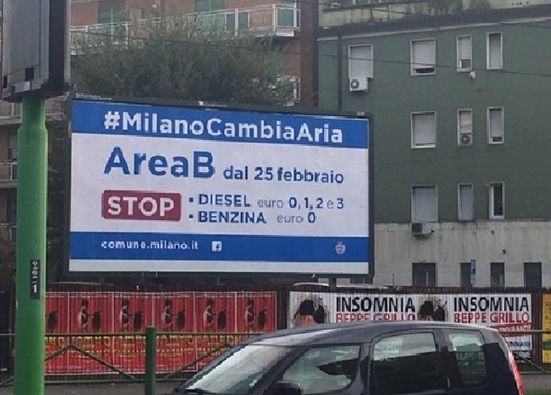 #MilanoCambiaAria
AreaB dal 25 febbraio
STOP
• DIESEL euro 0, 1, 2 e 3
• BENZINA euro 0
comune.milano.it
INSOMNIA
BEPPE GRILLO
INSOMNIA
BEPPE GRILLO